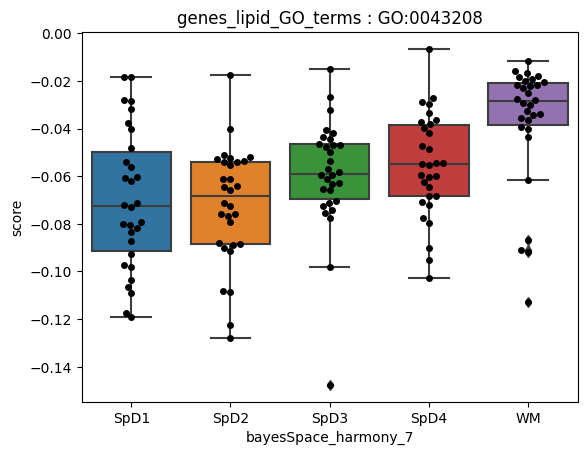 genes_lipid_GO_terms : GO:0043208
0.00
−0.02
−0.04
−0.06
−0.08
−0.10
−0.12
−0.14
score
SpD1 SpD2 SpD3 SpD4 WM
bayesSpace_harmony_7